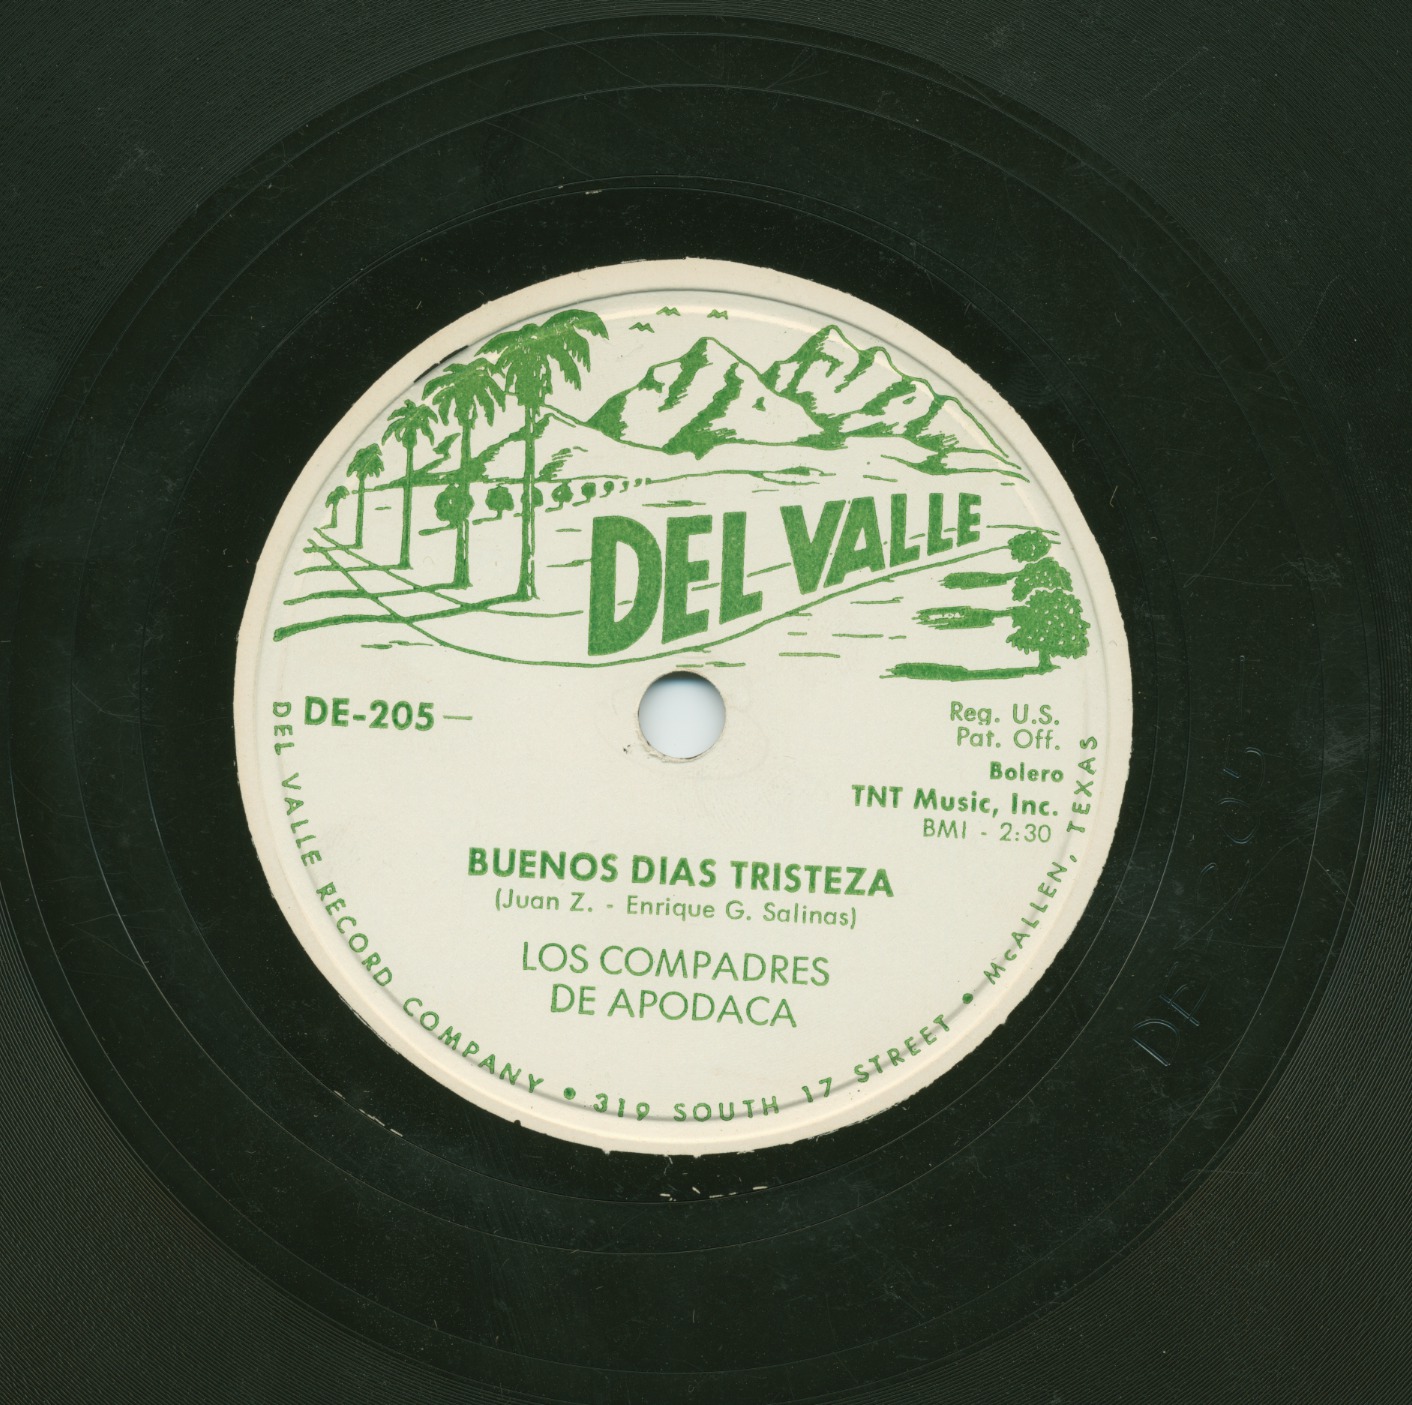 DEL VALLE
DE-205 —
Reg. U.S.
Pat. Off.
Bolero
TNT Music, Inc.
BMI - 2:30
BUENOS DIAS TRISTEZA
(Juan Z. - Enrique G. Salinas)
LOS COMPADRES
DE APODACA
DEL VALLE RECORD COMPANY • 319 SOUTH 17 STREET • McALLEN, TEXAS